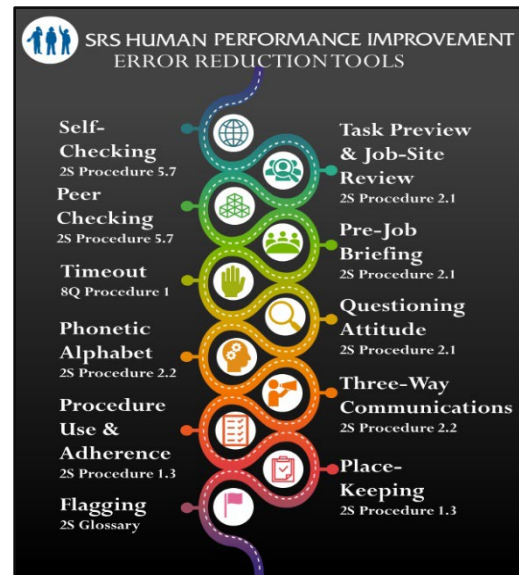 SRS HUMAN PERFORMANCE IMPROVEMENT
ERROR REDUCTION TOOLS
Self-
Checking
2S Procedure 5.7
Task Preview
& Job-Site
Review
2S Procedure 2.1
Peer
Checking
2S Procedure 5.7
Pre-Job
Briefing
2S Procedure 2.1
Timeout
8Q Procedure 1
Questioning
Attitude
2S Procedure 2.1
Phonetic
Alphabet
2S Procedure 2.2
Three-Way
Communications
2S Procedure 2.2
Procedure
Use &
Adherence
2S Procedure 1.3
Place-
Keeping
2S Procedure 1.3
Flagging
2S Glossary